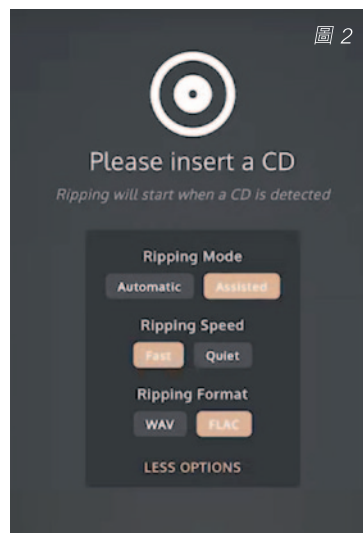 圖 2
Please insert a CD
Ripping will start when a CD is detected
Ripping Mode
Automatic Assisted
Ripping Speed
Fast Quiet
Ripping Format
WAV FLAC
LESS OPTIONS